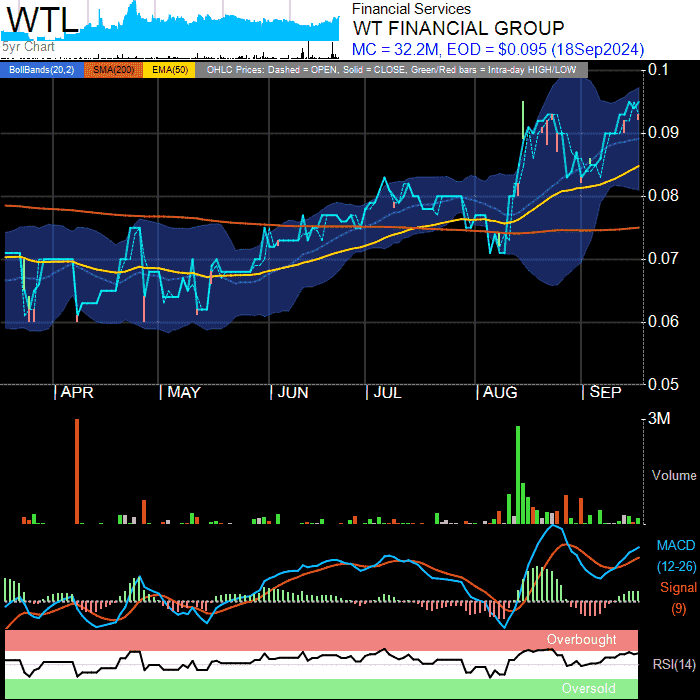 WTL
5yr Chart
Financial Services
WT FINANCIAL GROUP
MC = 32.2M, EOD = $0.095 (18Sep2024)
BollBands(20,2) SMA(200) EMA(50) OHLC Prices: Dashed = OPEN, Solid = CLOSE, Green/Red bars = Intra-day HIGH/LOW
0.1
0.09
0.08
0.07
0.06
0.05
APR MAY JUN JUL AUG SEP
3M
Volume
MACD
(12-26)
Signal
(9)
Overbought
RSI(14)
Oversold